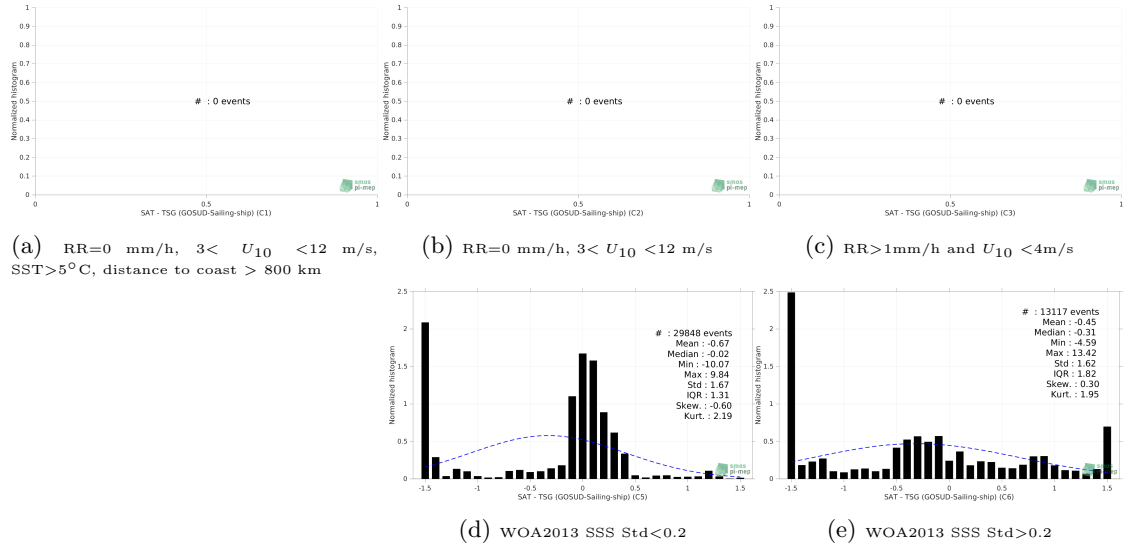 1
0.9
0.8
0.7
0.6
0.5
0.4
0.3
0.2
0.1
0
Normalized histogram
# : 0 events
smos
pi-mep
0 0.5 1
SAT - TSG (GOSUD-Sailing-ship) (C1)
(a) RR=0 mm/h, 3< U10 <12 m/s,
SST>5°C, distance to coast > 800 km
1
0.9
0.8
0.7
0.6
0.5
0.4
0.3
0.2
0.1
0
Normalized histogram
# : 0 events
smos
pi-mep
0 0.5 1
SAT - TSG (GOSUD-Sailing-ship) (C2)
(b) RR=0 mm/h, 3< U10 <12 m/s
1
0.9
0.8
0.7
0.6
0.5
0.4
0.3
0.2
0.1
0
Normalized histogram
# : 0 events
smos
pi-mep
0 0.5 1
SAT - TSG (GOSUD-Sailing-ship) (C3)
(c) RR>1mm/h and U10 <4m/s
2.5
2
1.5
1
0.5
0
Normalized histogram
# : 29848 events
Mean : -0.67
Median : -0.02
Min : -10.07
Max : 9.84
Std : 1.67
IQR : 1.31
Skew. : -0.60
Kurt. : 2.19
smos
pi-mep
-1.5 -1 -0.5 0 0.5 1 1.5
SAT - TSG (GOSUD-Sailing-ship) (C5)
(d) WOA2013 SSS Std<0.2
2.5
2
1.5
1
0.5
0
Normalized histogram
# : 13117 events
Mean : -0.45
Median : -0.31
Min : -4.59
Max : 13.42
Std : 1.62
IQR : 1.82
Skew. : 0.30
Kurt. : 1.95
smos
pi-mep
-1.5 -1 -0.5 0 0.5 1 1.5
SAT - TSG (GOSUD-Sailing-ship) (C6)
(e) WOA2013 SSS Std>0.2